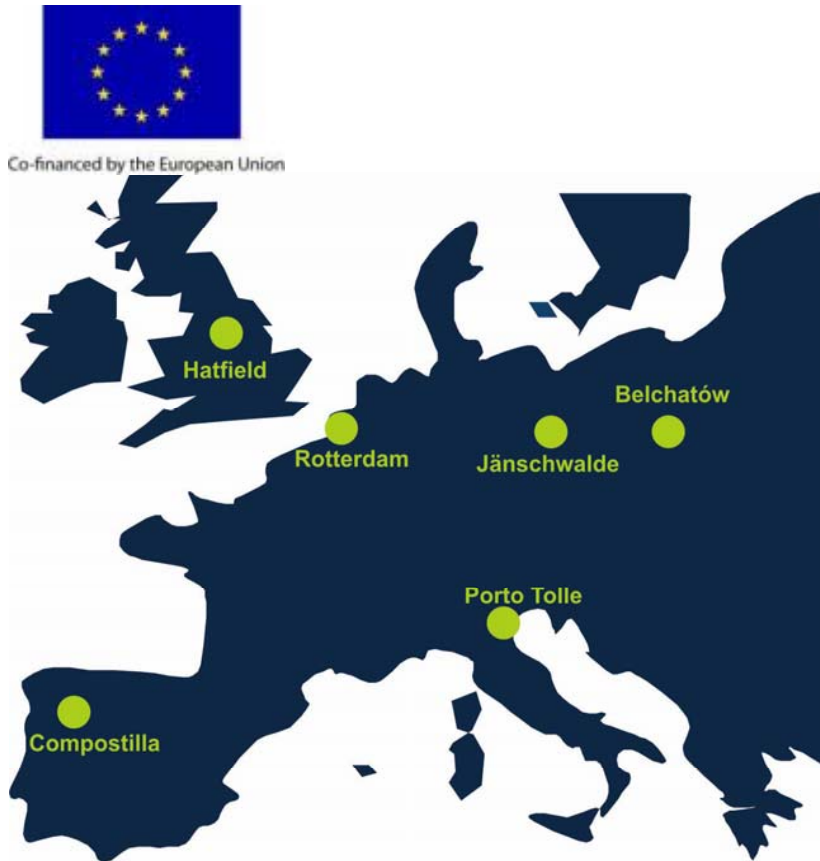 Co-financed by the European Union
Hatfield
Belchatów
Rotterdam
Jänschwalde
Porto Tolle
Compostilla